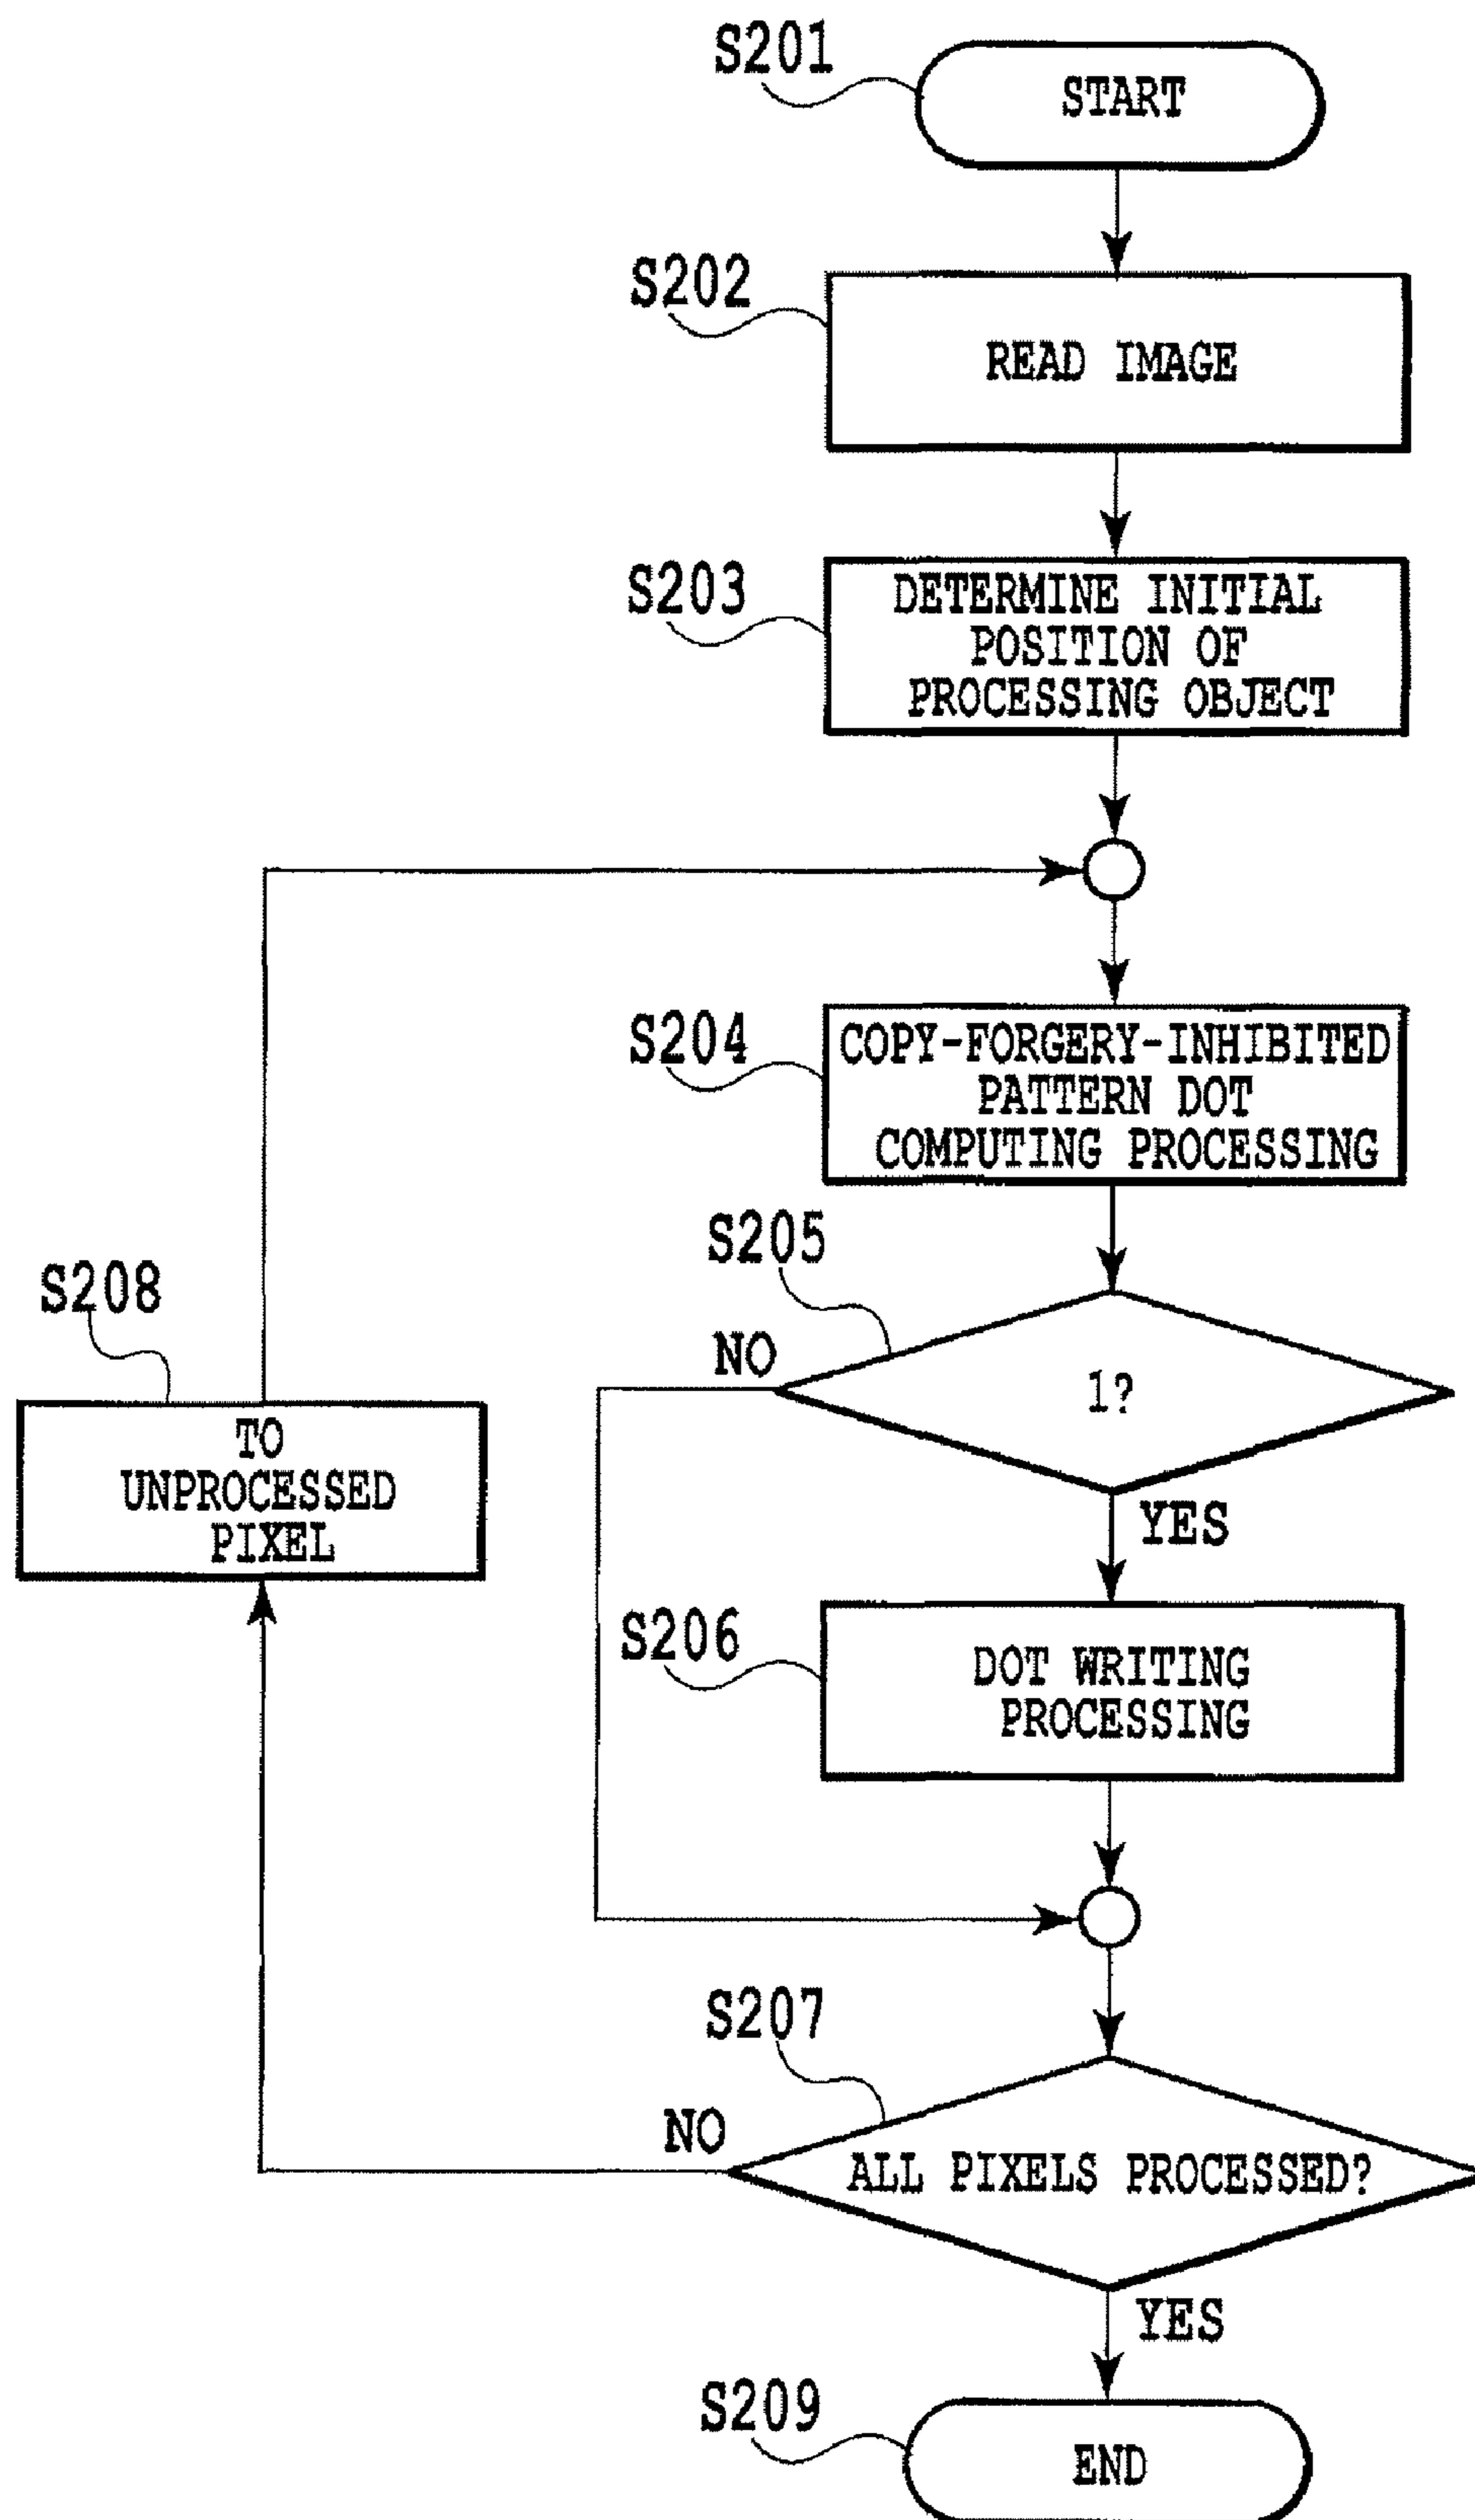 S201
START
S202
READ IMAGE
S203
DETERMINE INITIAL
POSITION OF
PROCESSING OBJECT
S204
COPY-FORGERY-INHIBITED
PATTERN DOT
COMPUTING PROCESSING
S205
NO
1?
YES
S208
TO
UNPROCESSED
PIXEL
S206
DOT WRITING
PROCESSING
S207
NO
ALL PIXELS PROCESSED?
YES
S209
END